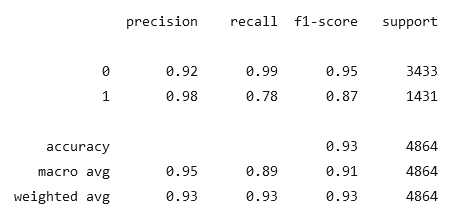 precision recall f1-score support
0 0.92 0.99 0.95 3433
1 0.98 0.78 0.87 1431
accuracy 0.93 4864
macro avg 0.95 0.89 0.91 4864
weighted avg 0.93 0.93 0.93 4864